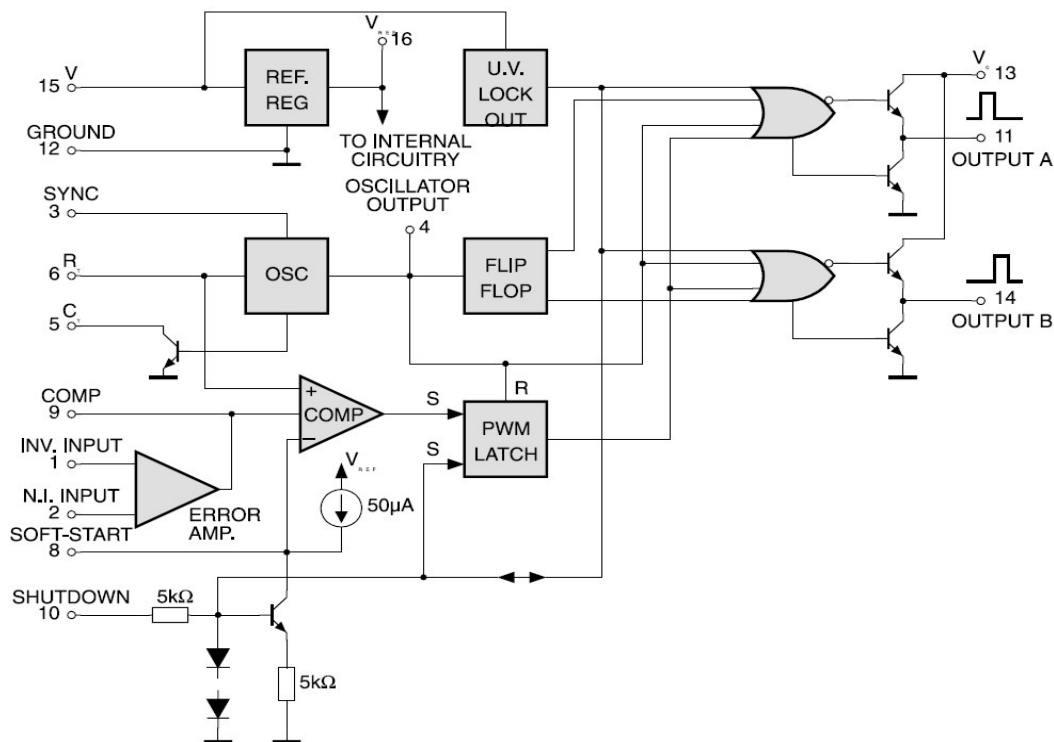 V REF
16
15 V
REF.
REG
U.V.
LOCK
OUT
V C 13
GROUND
12
TO INTERNAL
CIRCUITRY
11
OUTPUT A
OSCILLATOR
OUTPUT
4
SYNC
3
6 R T
OSC
FLIP
FLOP
5 C T
14
OUTPUT B
COMP
9
+
COMP
−
S
R
S
PWM
LATCH
INV. INPUT
1
N.I. INPUT
2
ERROR
AMP.
V REF
50µA
SOFT-START
8
SHUTDOWN
10
5kΩ
5kΩ